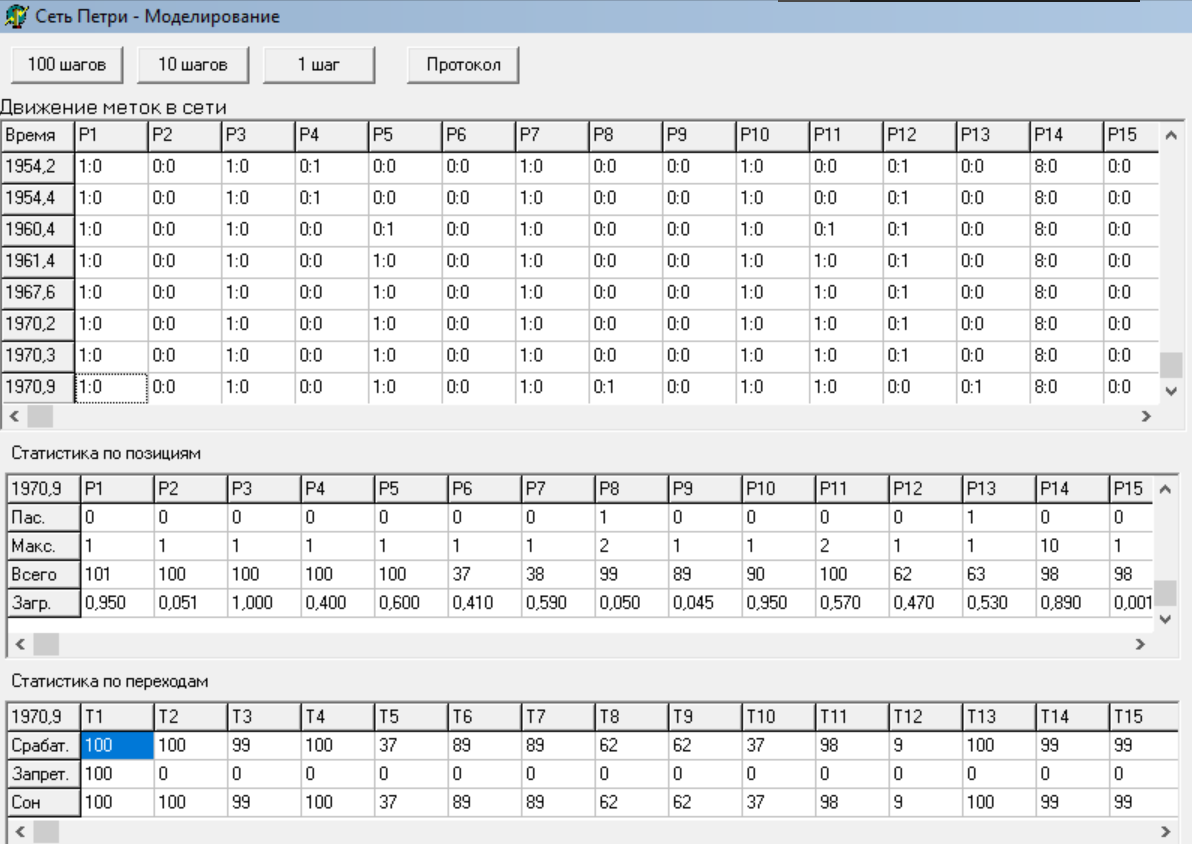 Сеть Петри - Моделирование
100 шагов 10 шагов 1 шаг Протокол
Движение меток в сети
Время P1 P2 P3 P4 P5 P6 P7 P8 P9 P10 P11 P12 P13 P14 P15
1954,2 1:0 0:0 1:0 0:1 0:0 0:0 1:0 0:0 0:0 1:0 0:0 0:1 0:0 8:0 0:0
1954,4 1:0 0:0 1:0 0:1 0:0 0:0 1:0 0:0 0:0 1:0 0:0 0:1 0:0 8:0 0:0
1960,4 1:0 0:0 1:0 0:0 0:1 0:0 1:0 0:0 0:0 1:0 0:1 0:1 0:0 8:0 0:0
1961,4 1:0 0:0 1:0 0:0 1:0 0:0 1:0 0:0 0:0 1:0 1:0 0:1 0:0 8:0 0:0
1967,6 1:0 0:0 1:0 0:0 1:0 0:0 1:0 0:0 0:0 1:0 1:0 0:1 0:0 8:0 0:0
1970,2 1:0 0:0 1:0 0:0 1:0 0:0 1:0 0:0 0:0 1:0 1:0 0:1 0:0 8:0 0:0
1970,3 1:0 0:0 1:0 0:0 1:0 0:0 1:0 0:0 0:0 1:0 1:0 0:1 0:0 8:0 0:0
1970,9 1:0 0:0 1:0 0:0 1:0 0:0 1:0 0:1 0:0 1:0 1:0 0:0 0:1 8:0 0:0
Статистика по позициям
1970,9 P1 P2 P3 P4 P5 P6 P7 P8 P9 P10 P11 P12 P13 P14 P15
Пас. 0 0 0 0 0 0 0 1 0 0 0 0 1 0 0
Макс. 1 1 1 1 1 1 1 2 1 1 2 1 1 10 1
Всего 101 100 100 100 100 37 38 99 89 90 100 62 63 98 98
Загр. 0,950 0,051 1,000 0,400 0,600 0,410 0,590 0,050 0,045 0,950 0,570 0,470 0,530 0,890 0,001
Статистика по переходам
1970,9 T1 T2 T3 T4 T5 T6 T7 T8 T9 T10 T11 T12 T13 T14 T15
Срабат. 100 100 99 100 37 89 89 62 62 37 98 9 100 99 99
Запрет. 100 0 0 0 0 0 0 0 0 0 0 0 0 0 0
Сон 100 100 99 100 37 89 89 62 62 37 98 9 100 99 99